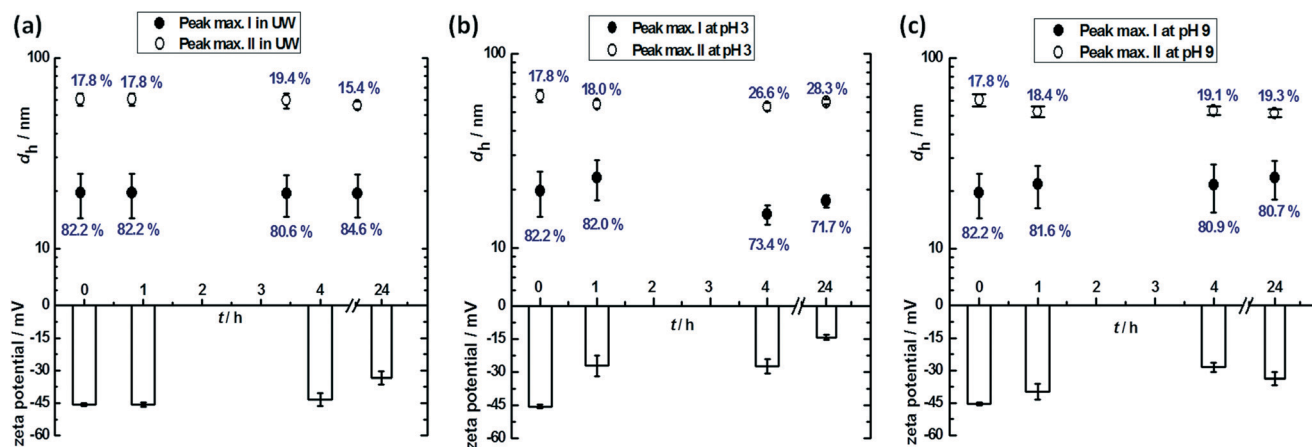 (a)
Peak max. I in UW
Peak max. II in UW
100
10
d_h / nm
17.8 % 17.8 % 19.4 % 15.4 %
82.2 % 82.2 % 80.6 % 84.6 %
0 1 2 3 4 24
t / h
0
-15
-30
-45
-60
zeta potential / mV
(b)
Peak max. I at pH 3
Peak max. II at pH 3
100
10
d_h / nm
17.8 % 18.0 % 26.6 % 28.3 %
82.2 % 82.0 % 73.4 % 71.7 %
0 1 2 3 4 24
t / h
0
-15
-30
-45
-60
zeta potential / mV
(c)
Peak max. I at pH 9
Peak max. II at pH 9
100
10
d_h / nm
17.8 % 18.4 % 19.1 % 19.3 %
82.2 % 81.6 % 80.9 % 80.7 %
0 1 2 3 4 24
t / h
0
-15
-30
-45
-60
zeta potential / mV